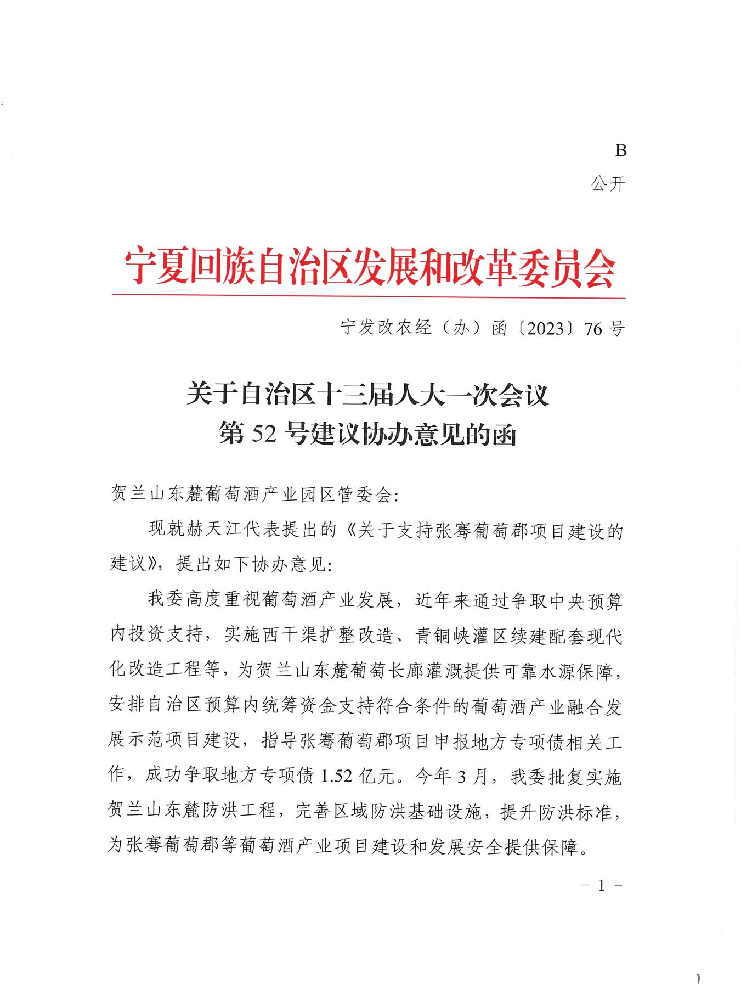 B
公开
宁夏回族自治区发展和改革委员会
宁发改农经（办）函〔2023〕76 号
关于自治区十三届人大一次会议
第 52 号建议协办意见的函
贺兰山东麓葡萄酒产业园区管委会：
现就赫天江代表提出的《关于支持张骞葡萄郡项目建设的
建议》，提出如下协办意见：
我委高度重视葡萄酒产业发展，近年来通过争取中央预算
内投资支持，实施西干渠扩整改造、青铜峡灌区续建配套现代
化改造工程等，为贺兰山东麓葡萄长廊灌溉提供可靠水源保障，
安排自治区预算内统筹资金支持符合条件的葡萄酒产业融合发
展示范项目建设，指导张骞葡萄郡项目申报地方专项债相关工
作，成功争取地方专项债 1.52 亿元。今年 3 月，我委批复实施
贺兰山东麓防洪工程，完善区域防洪基础设施，提升防洪标准，
为张骞葡萄郡等葡萄酒产业项目建设和发展安全提供保障。
- 1 -